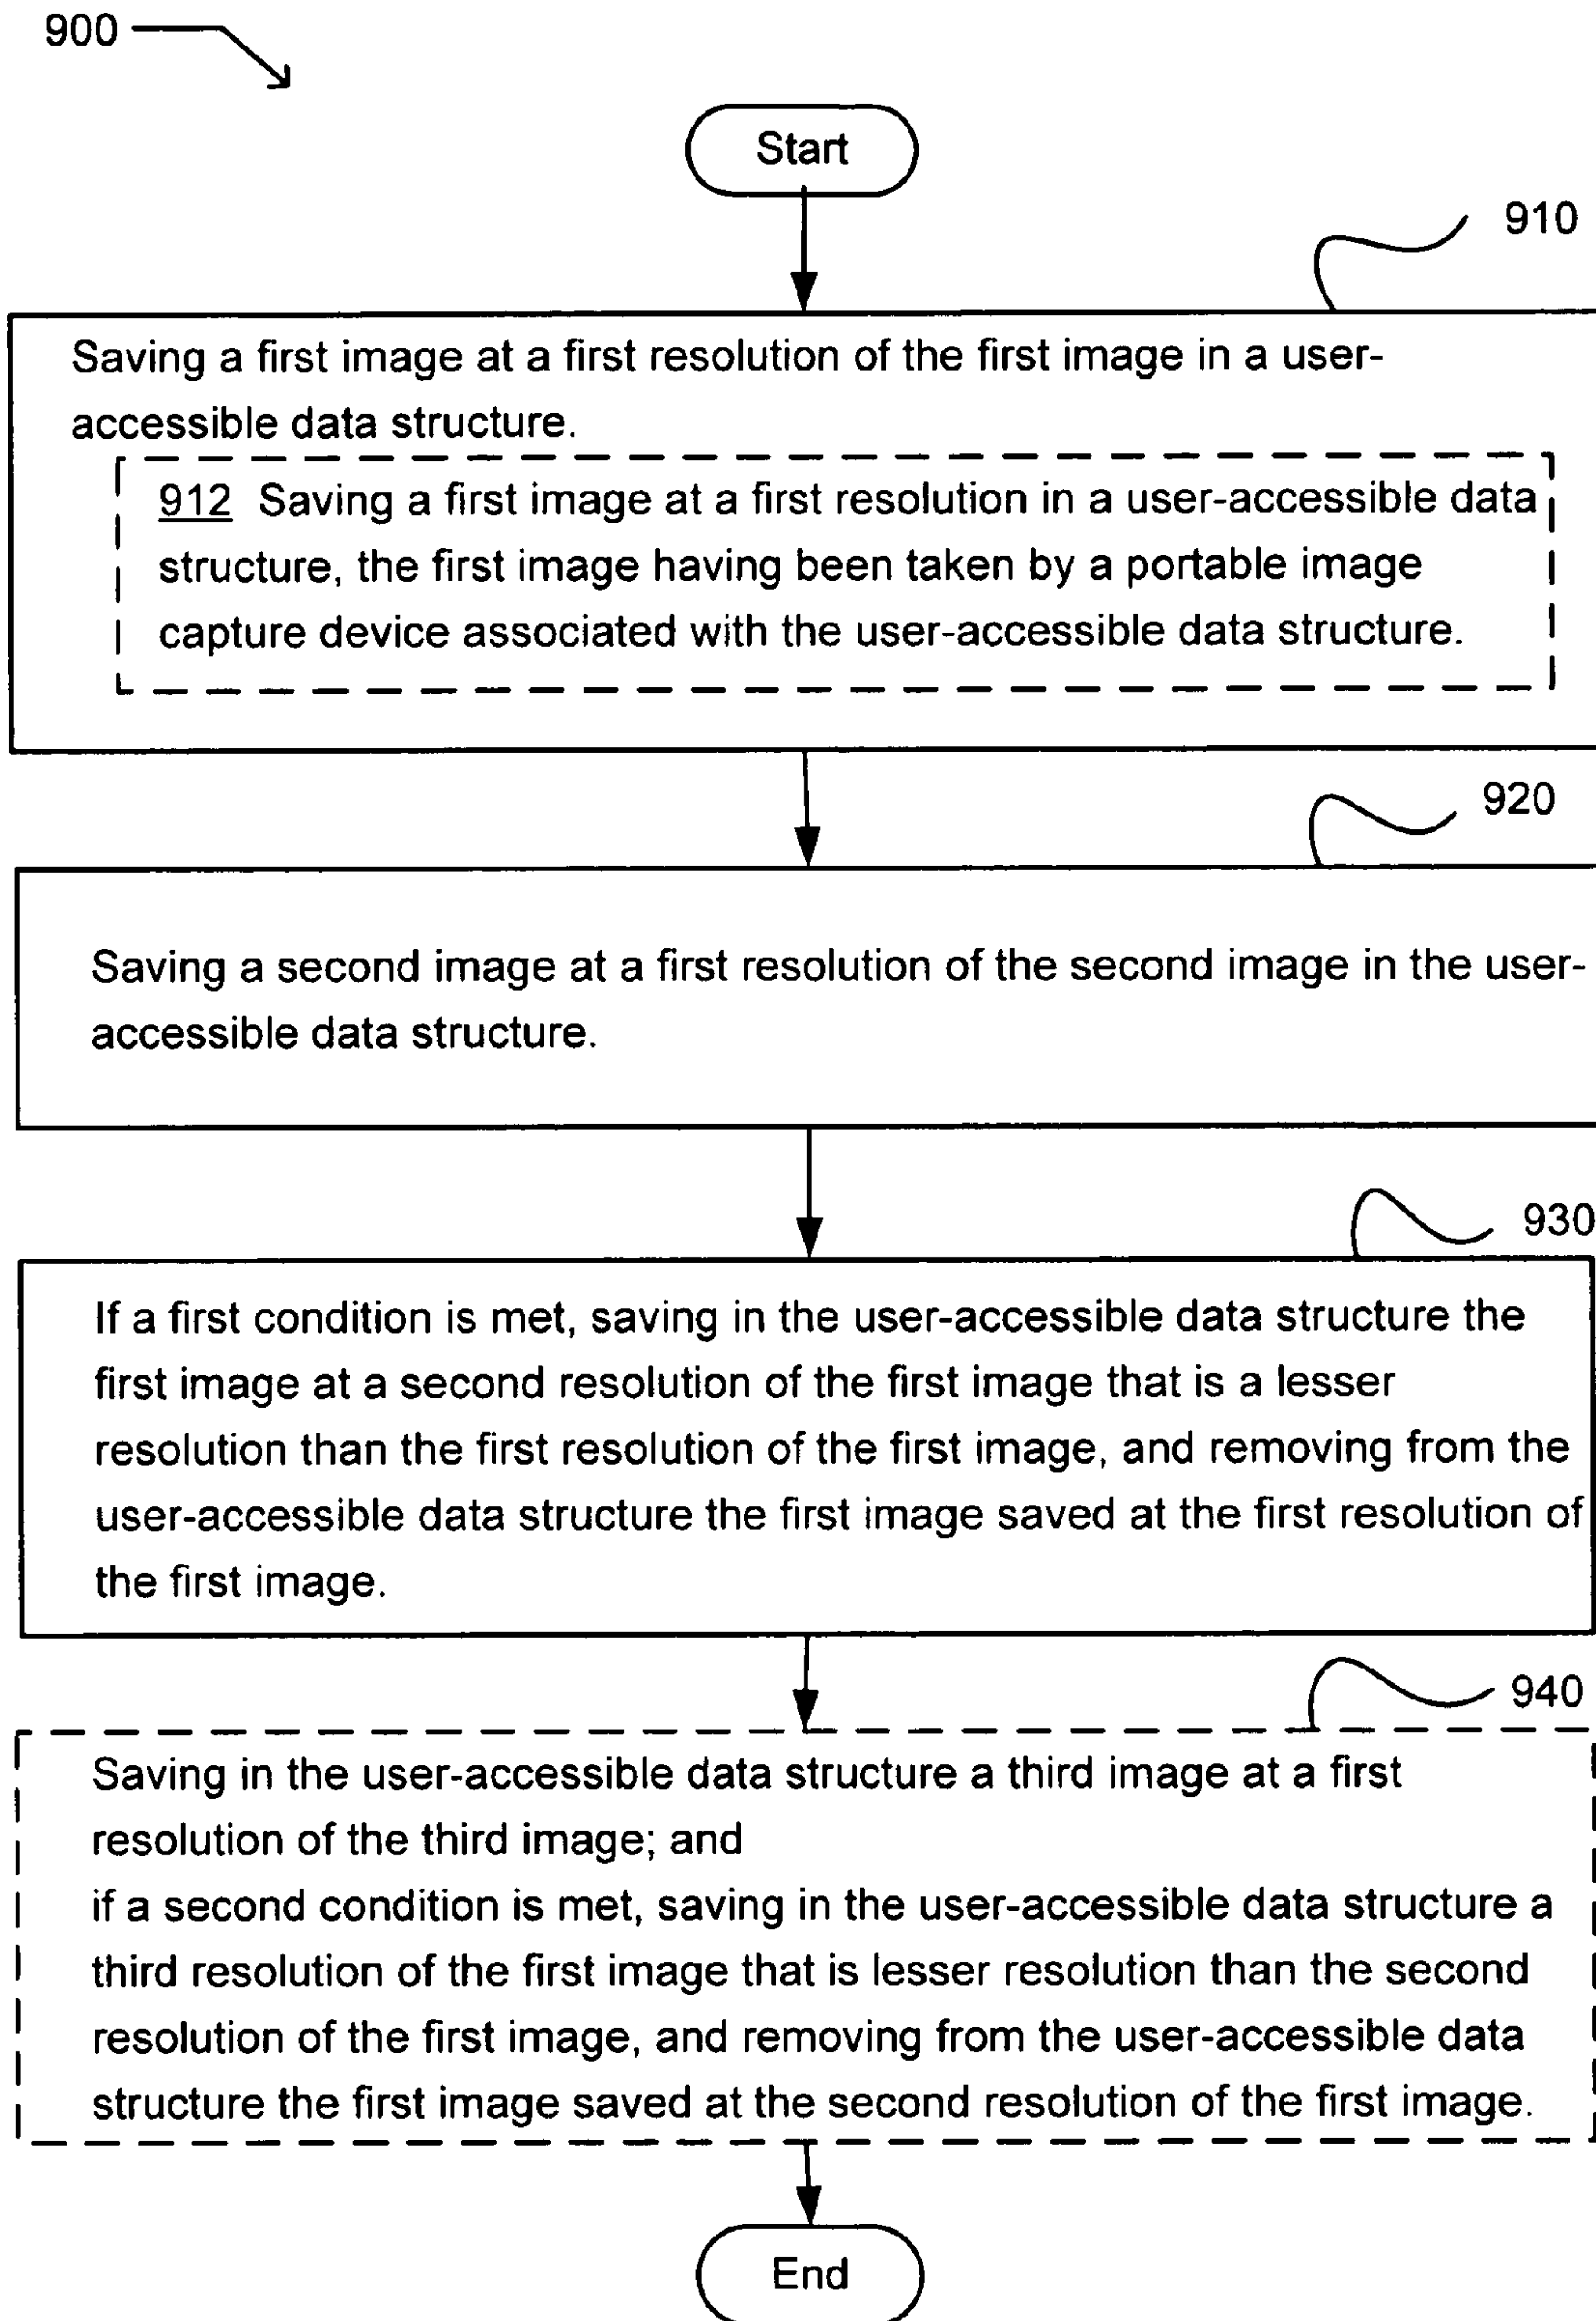 900
Start
910
Saving a first image at a first resolution of the first image in a user-
accessible data structure.
912 Saving a first image at a first resolution in a user-accessible data
structure, the first image having been taken by a portable image
capture device associated with the user-accessible data structure.
920
Saving a second image at a first resolution of the second image in the user-
accessible data structure.
930
If a first condition is met, saving in the user-accessible data structure the
first image at a second resolution of the first image that is a lesser
resolution than the first resolution of the first image, and removing from the
user-accessible data structure the first image saved at the first resolution of
the first image.
940
Saving in the user-accessible data structure a third image at a first
resolution of the third image; and
if a second condition is met, saving in the user-accessible data structure a
third resolution of the first image that is lesser resolution than the second
resolution of the first image, and removing from the user-accessible data
structure the first image saved at the second resolution of the first image.
End